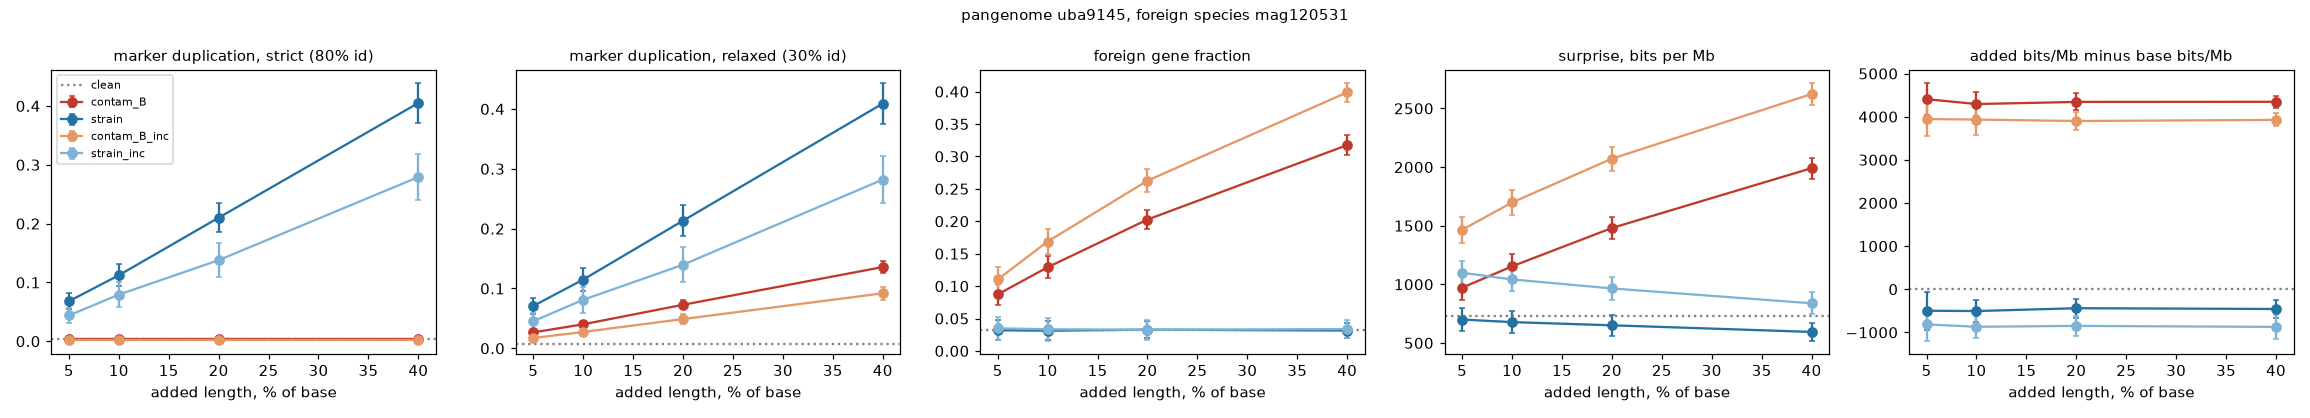 pangenome uba9145, foreign species mag120531
marker duplication, strict (80% id)
0.4
0.3
0.2
0.1
0.0
clean
contam_B
strain
contam_B_inc
strain_inc
5 10 15 20 25 30 35 40
added length, % of base
marker duplication, relaxed (30% id)
0.4
0.3
0.2
0.1
0.0
5 10 15 20 25 30 35 40
added length, % of base
foreign gene fraction
0.40
0.35
0.30
0.25
0.20
0.15
0.10
0.05
0.00
5 10 15 20 25 30 35 40
added length, % of base
surprise, bits per Mb
2500
2000
1500
1000
500
5 10 15 20 25 30 35 40
added length, % of base
added bits/Mb minus base bits/Mb
5000
4000
3000
2000
1000
0
−1000
5 10 15 20 25 30 35 40
added length, % of base